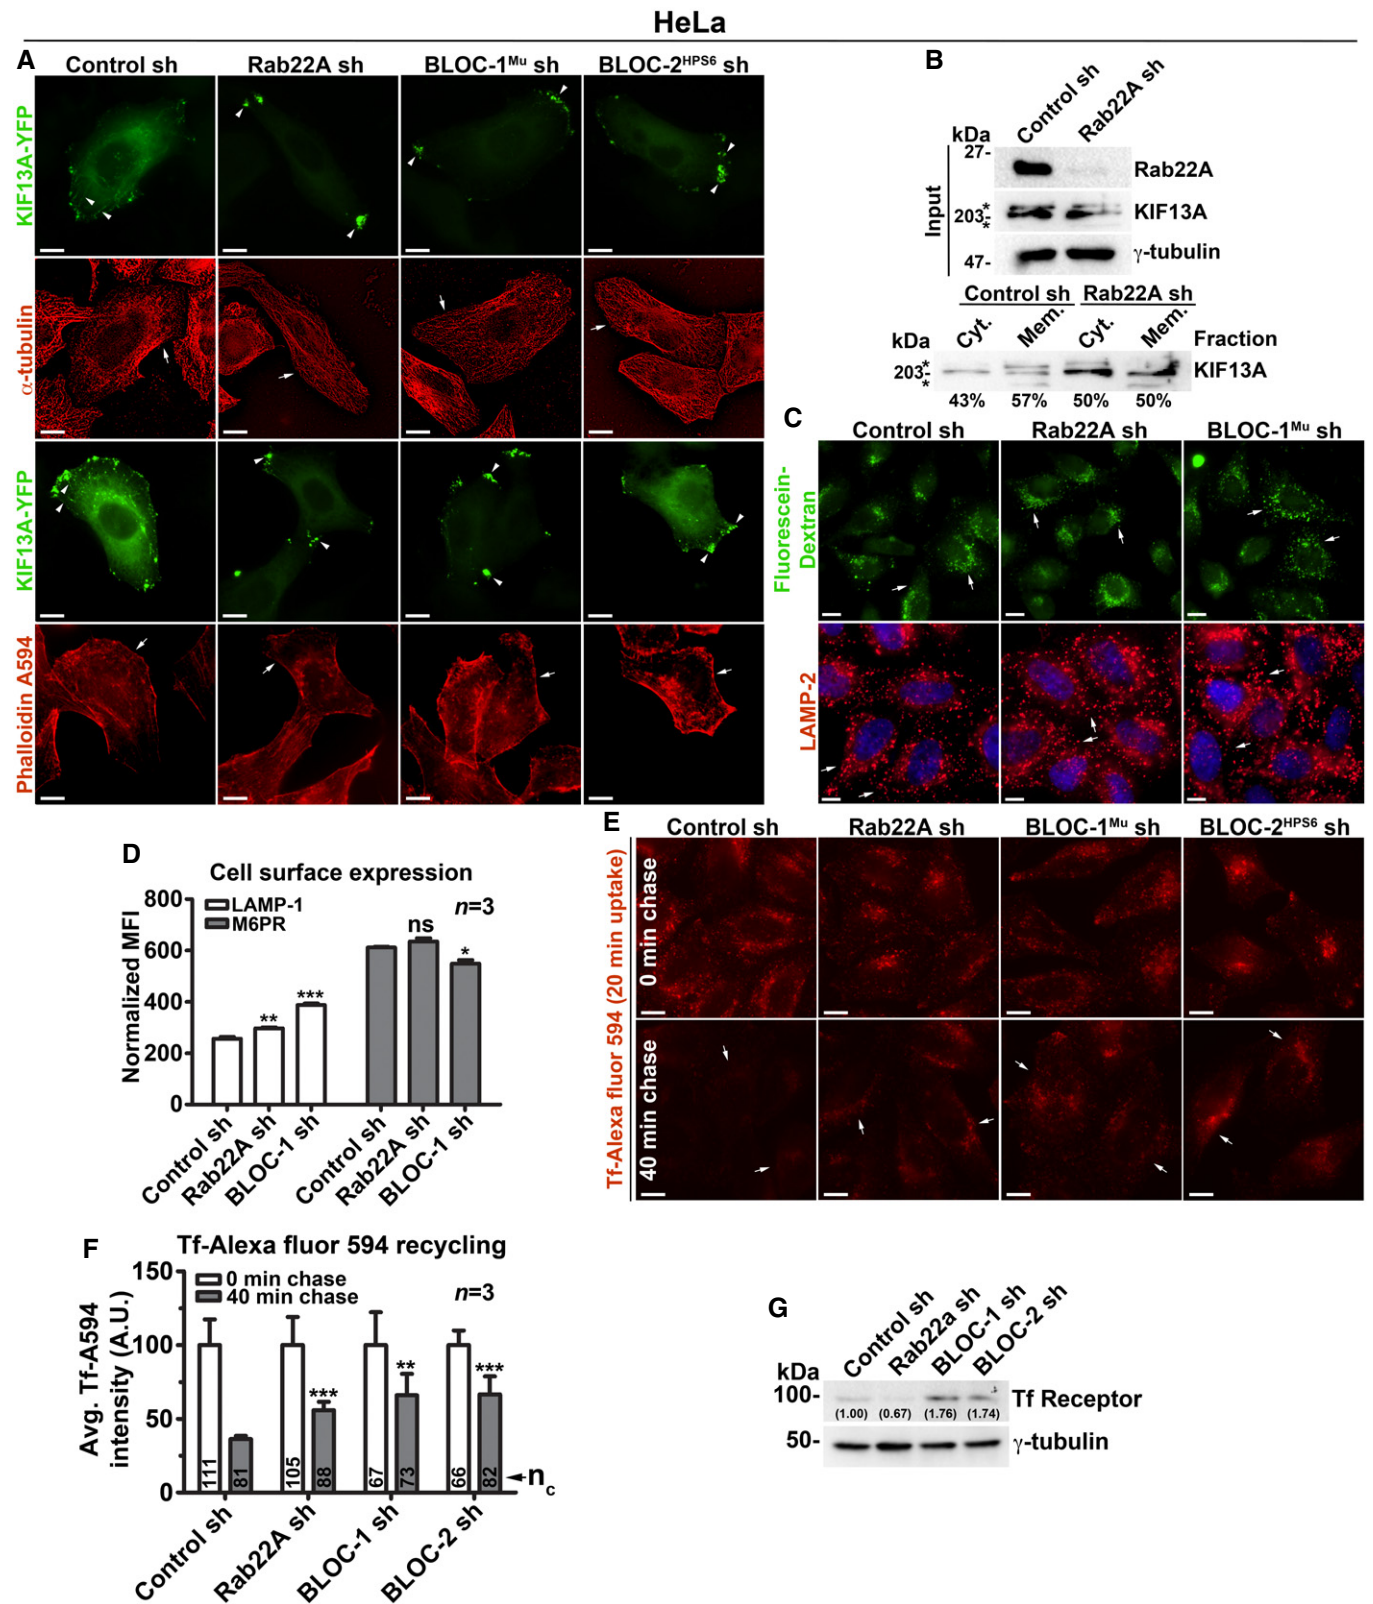 HeLa
A
Control sh Rab22A sh BLOC-1Mu sh BLOC-2HPS6 sh
KIF13A-YFP
α-tubulin
KIF13A-YFP
Phalloidin A594
B
Control sh
Rab22A sh
kDa
Input
27-
Rab22A
*
203-
*
KIF13A
47-
γ-tubulin
Control sh Rab22A sh
Cyt. Mem. Cyt. Mem.
kDa
Fraction
*
203-
*
KIF13A
43% 57% 50% 50%
C
Control sh Rab22A sh BLOC-1Mu sh
Fluorescein-
Dextran
LAMP-2
D
Cell surface expression
Normalized MFI
800
600
400
200
0
LAMP-1
M6PR
n=3
** *** ns *
Control sh
Rab22A sh
BLOC-1 sh
Control sh
Rab22A sh
BLOC-1 sh
E
Control sh Rab22A sh BLOC-1Mu sh BLOC-2HPS6 sh
Tf-Alexa fluor 594 (20 min uptake)
0 min chase
40 min chase
F
Tf-Alexa fluor 594 recycling
Avg. Tf-A594
intensity (A.U.)
150
100
50
0
0 min chase
40 min chase
n=3
*** ** ***
111 81 105 88 67 73 66 82
nc
Control sh
Rab22A sh
BLOC-1 sh
BLOC-2 sh
G
Control sh
Rab22a sh
BLOC-1 sh
BLOC-2 sh
kDa
100-
Tf Receptor
(1.00) (0.67) (1.76) (1.74)
50-
γ-tubulin